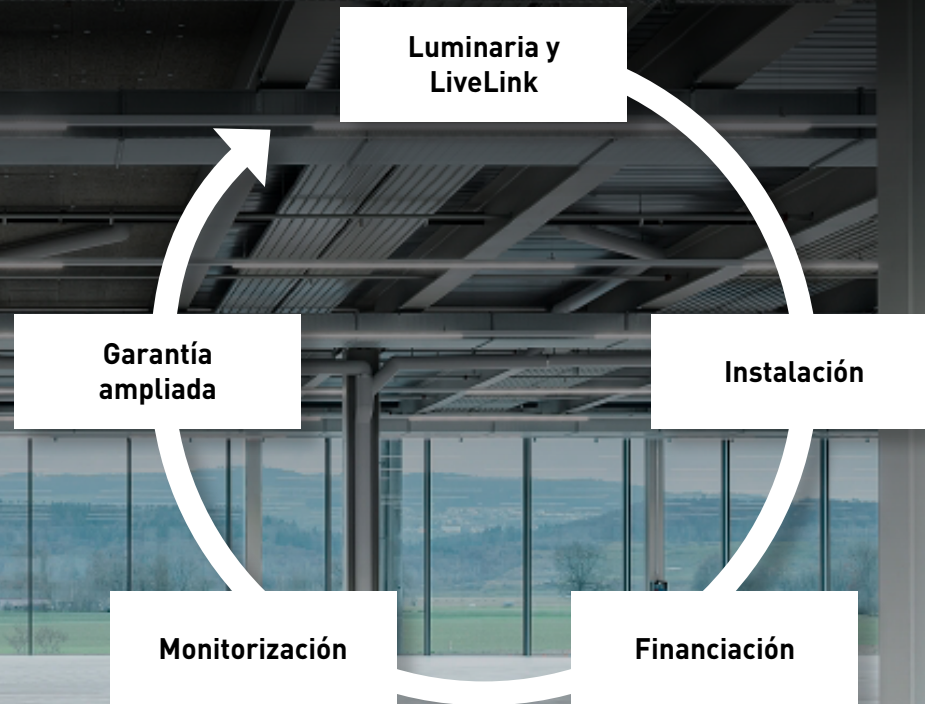 Luminaria y
LiveLink
Instalación
Financiación
Monitorización
Garantía
ampliada